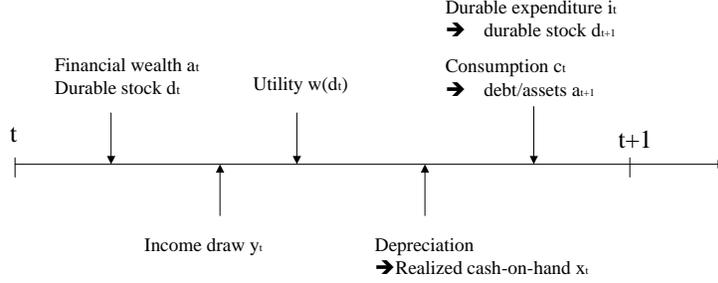 Durable expenditure iₜ
➔ durable stock dₜ₊₁
Financial wealth aₜ
Durable stock dₜ
Utility w(dₜ)
Consumption cₜ
➔ debt/assets aₜ₊₁
t
t+1
Income draw yₜ
Depreciation
➔Realized cash-on-hand xₜ